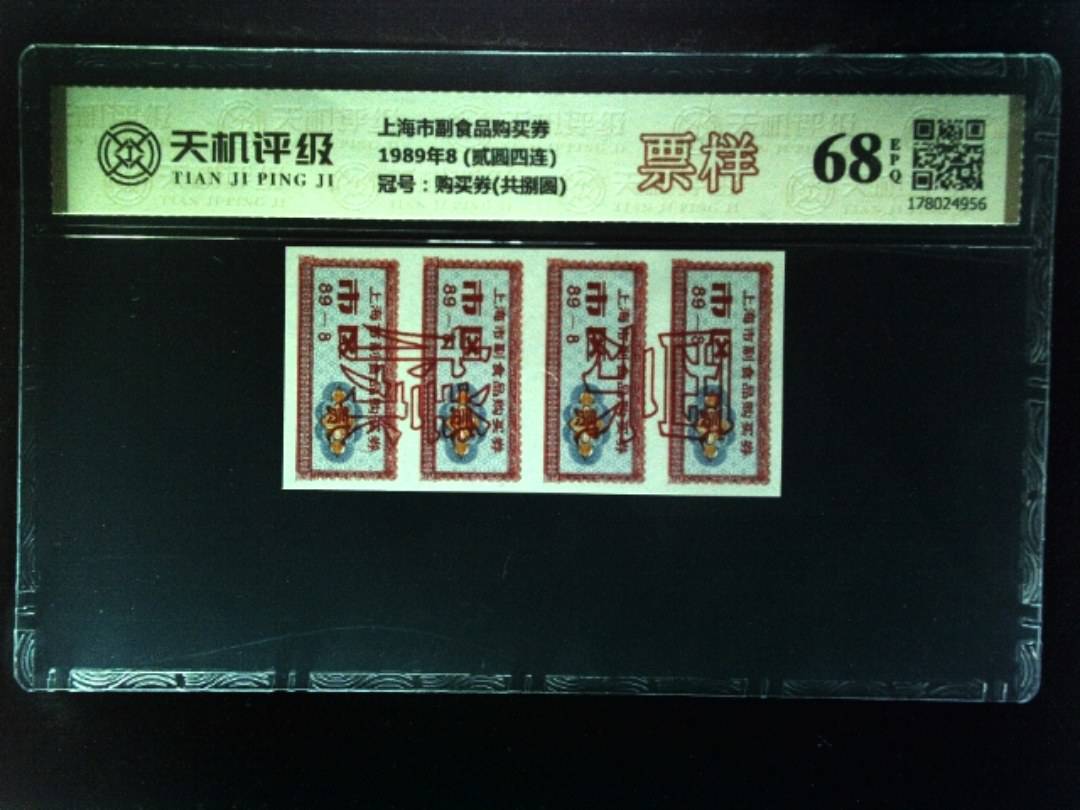 天机评级
TIAN JI PING JI
上海市副食品购买券
1989年8 (贰圆四连)
冠号：购买券(共捌圆)
票样
68
EPQ
178024956
上海市副食品购买券
市区
89－8
上海市副食品购买券
市区
89－8
上海市副食品购买券
市区
89－8
上海市副食品购买券
市区
89－8